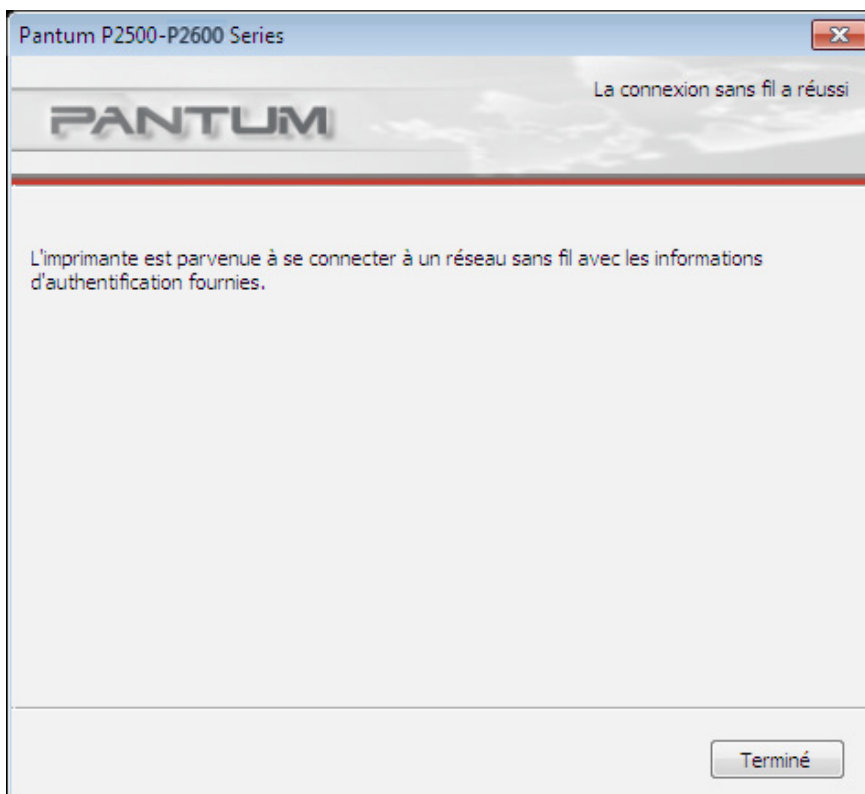 Pantum P2500-P2600 Series
La connexion sans fil a réussi
PANTUM
L'imprimante est parvenue à se connecter à un réseau sans fil avec les informations
d'authentification fournies.
Terminé